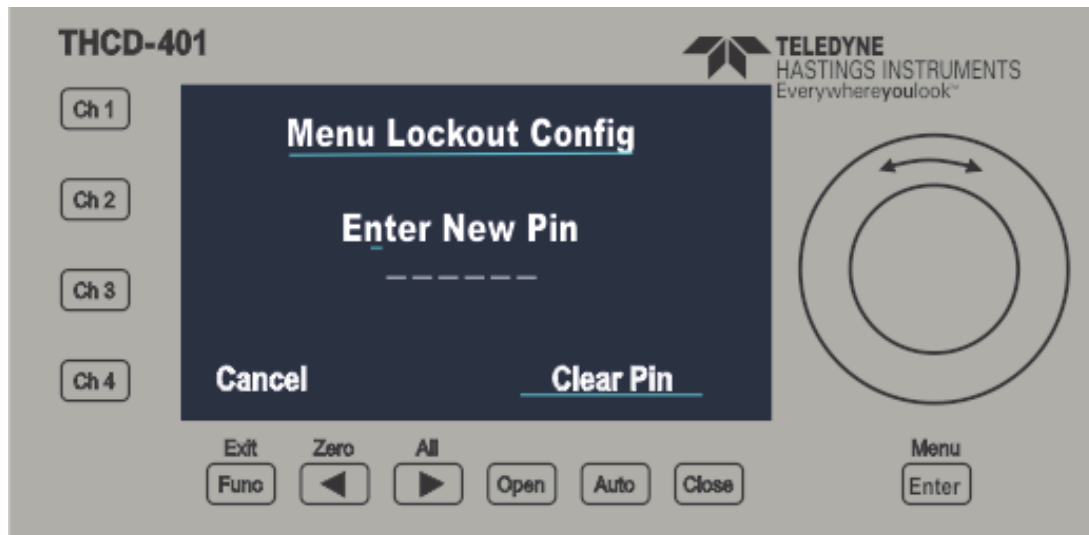 THCD-401
TELEDYNE
HASTINGS INSTRUMENTS
Everywhereyoulook™
Ch 1
Ch 2
Ch 3
Ch 4
Menu Lockout Config
Enter New Pin
______
Cancel
Clear Pin
Exit Zero All Menu
Func ◀ ▶ Open Auto Close Enter